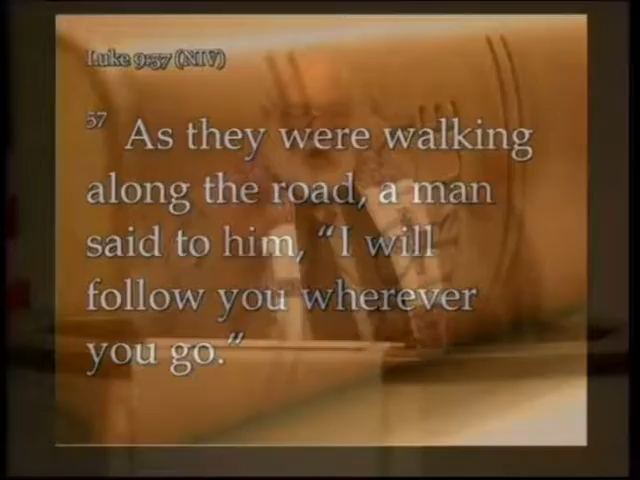 Luke 9:57 (NIV)
57 As they were walking
along the road, a man
said to him, “I will
follow you wherever
you go.”